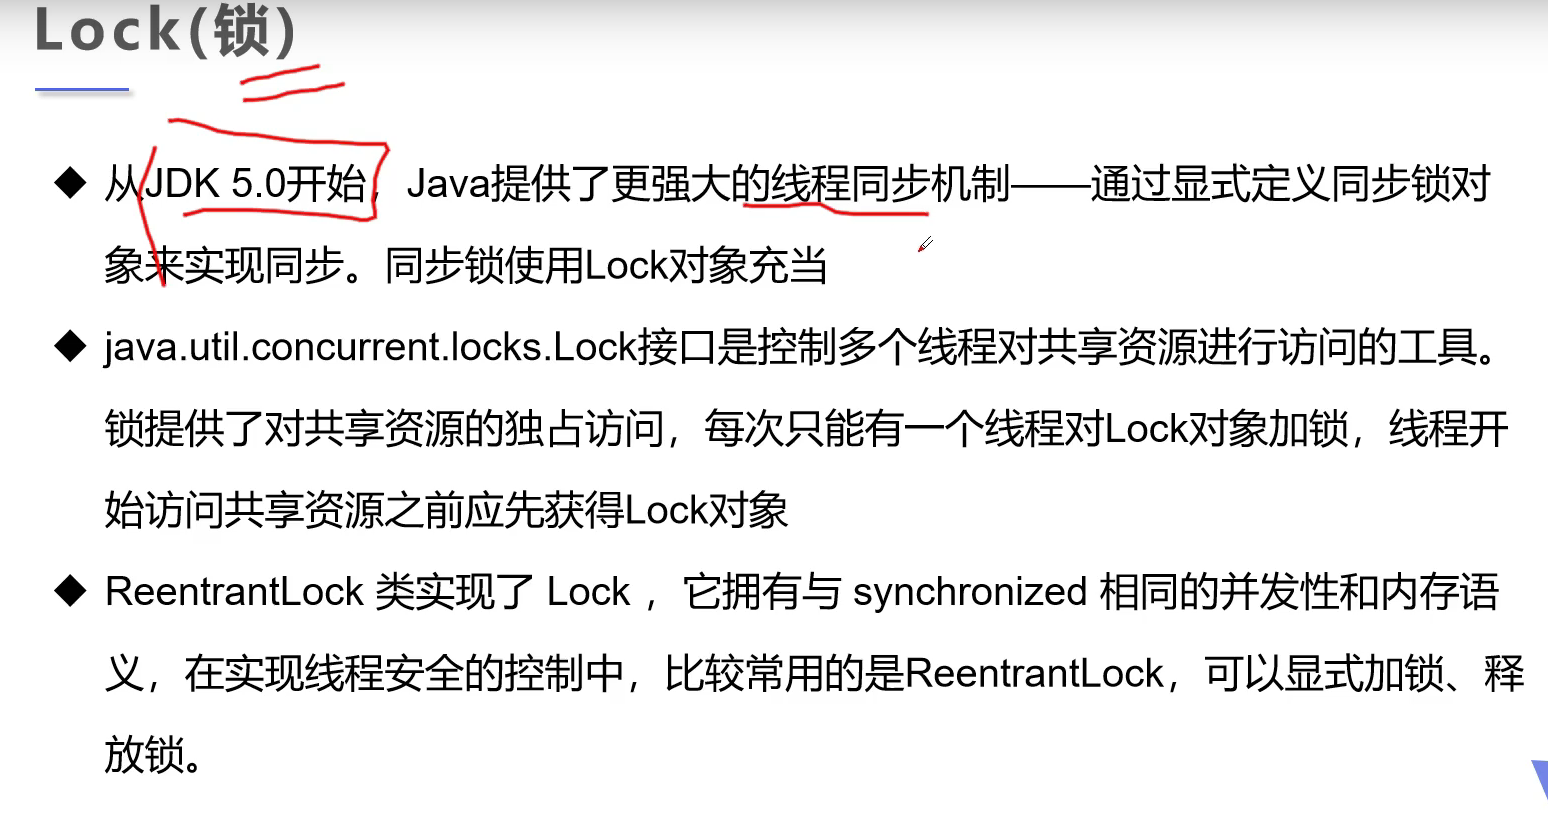 Lock(锁)
◆ 从JDK 5.0开始，Java提供了更强大的线程同步机制——通过显式定义同步锁对
象来实现同步。同步锁使用Lock对象充当
◆ java.util.concurrent.locks.Lock接口是控制多个线程对共享资源进行访问的工具。
锁提供了对共享资源的独占访问，每次只能有一个线程对Lock对象加锁，线程开
始访问共享资源之前应先获得Lock对象
◆ ReentrantLock 类实现了 Lock ，它拥有与 synchronized 相同的并发性和内存语
义，在实现线程安全的控制中，比较常用的是ReentrantLock，可以显式加锁、释
放锁。